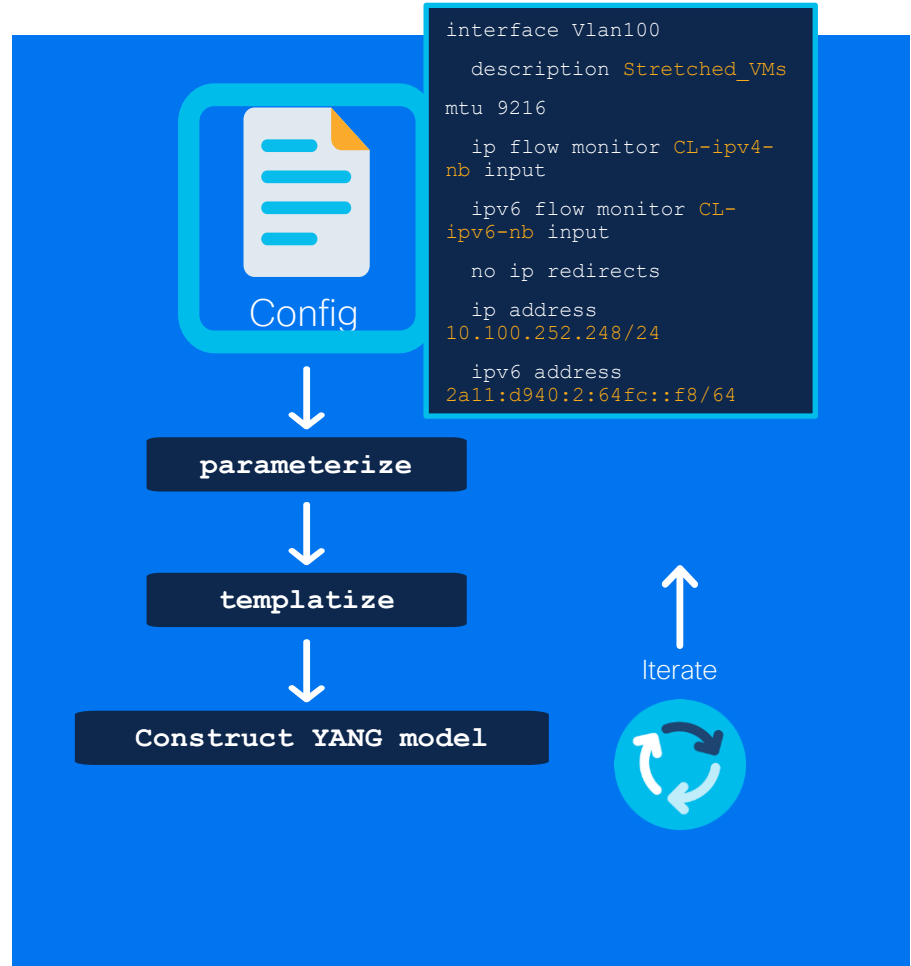 interface Vlan100
description Stretched_VMs
mtu 9216
ip flow monitor CL-ipv4-
nb input
ipv6 flow monitor CL-
ipv6-nb input
no ip redirects
ip address
10.100.252.248/24
ipv6 address
2a11:d940:2:64fc::f8/64
Config
parameterize
templatize
Construct YANG model
Iterate